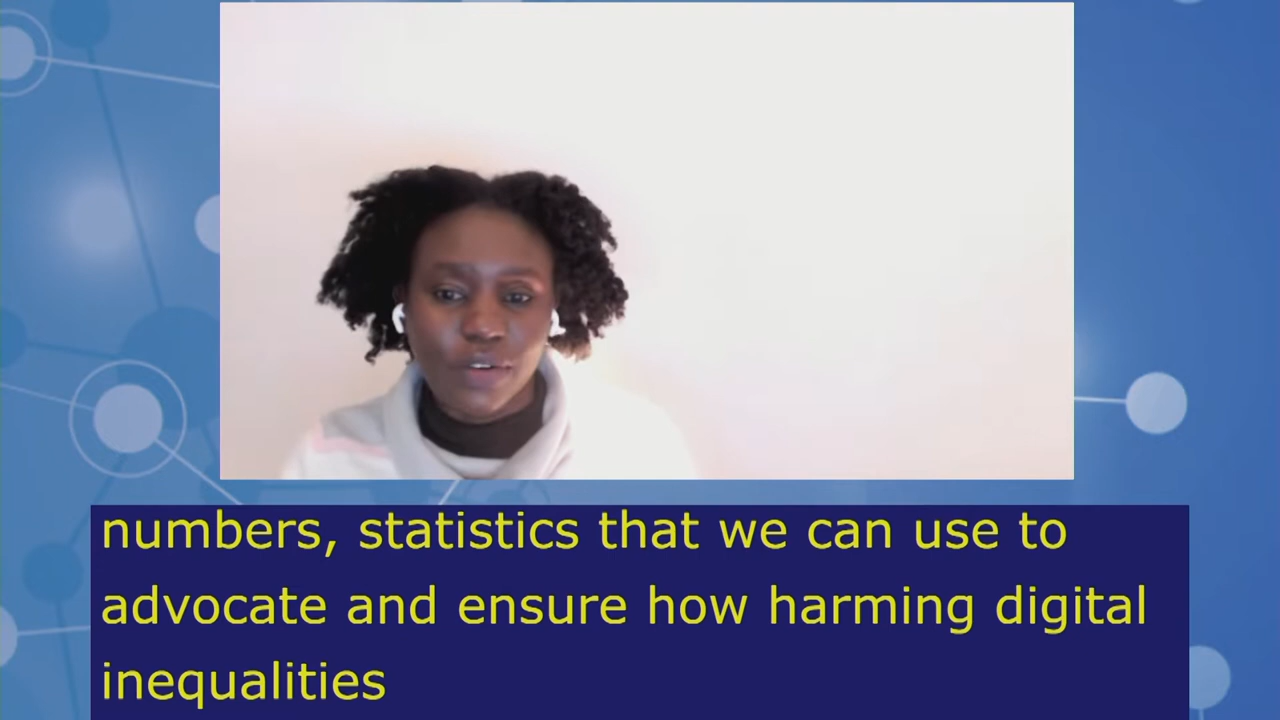 numbers, statistics that we can use to
advocate and ensure how harming digital
inequalities